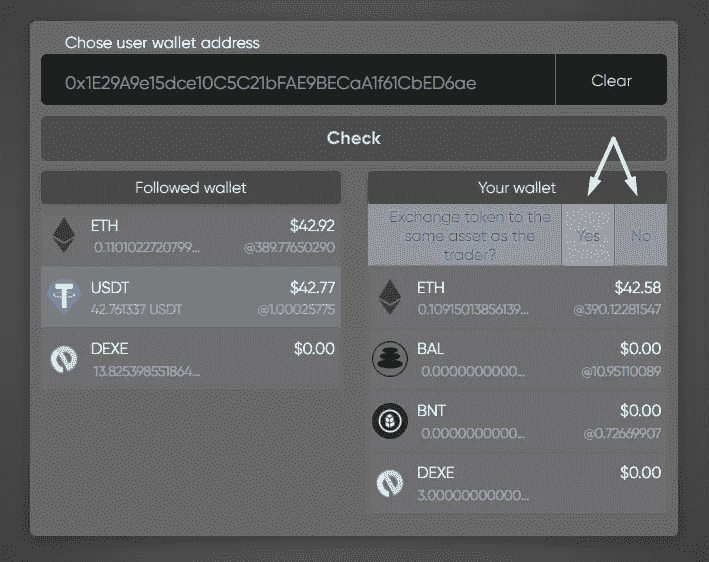 Chose user wallet address
0x1E29A9e15dce10C5C21bFAE9BECaA1f61CbED6ae
Clear
Check
Followed wallet
ETH $42.92
0.1101022720799... @389.77650290
USDT $42.77
42.761337 USDT @1.00025775
DEXE $0.00
13.825398551864...
Your wallet
Exchange token to the
same asset as the
trader?
Yes No
ETH $42.58
0.10915013856139... @390.12281547
BAL $0.00
0.0000000000... @10.95110089
BNT $0.00
0.0000000000... @0.72669907
DEXE $0.00
3.00000000000...